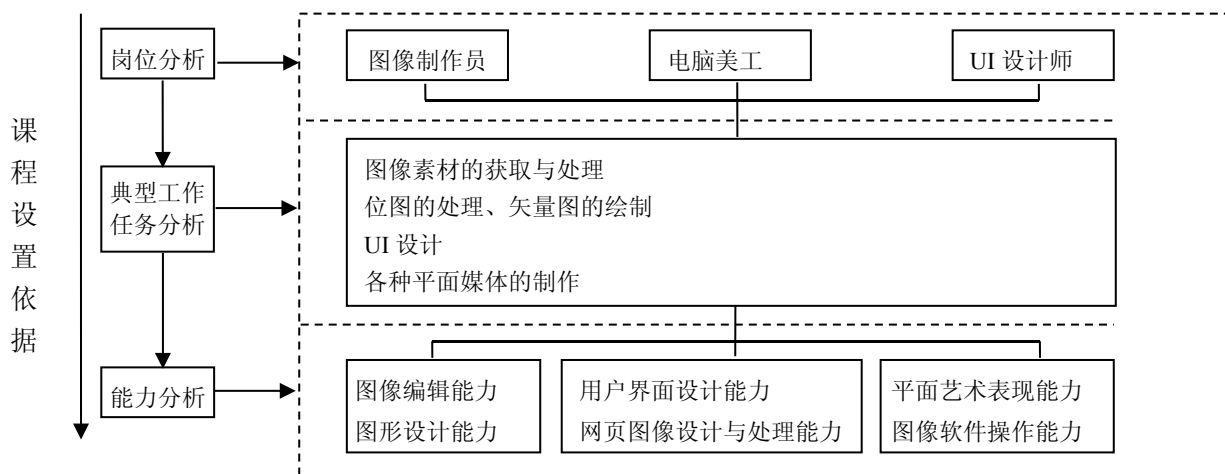 课程设置依据
岗位分析
图像制作员
电脑美工
UI 设计师
典型工作
任务分析
图像素材的获取与处理
位图的处理、矢量图的绘制
UI 设计
各种平面媒体的制作
能力分析
图像编辑能力
图形设计能力
用户界面设计能力
网页图像设计与处理能力
平面艺术表现能力
图像软件操作能力